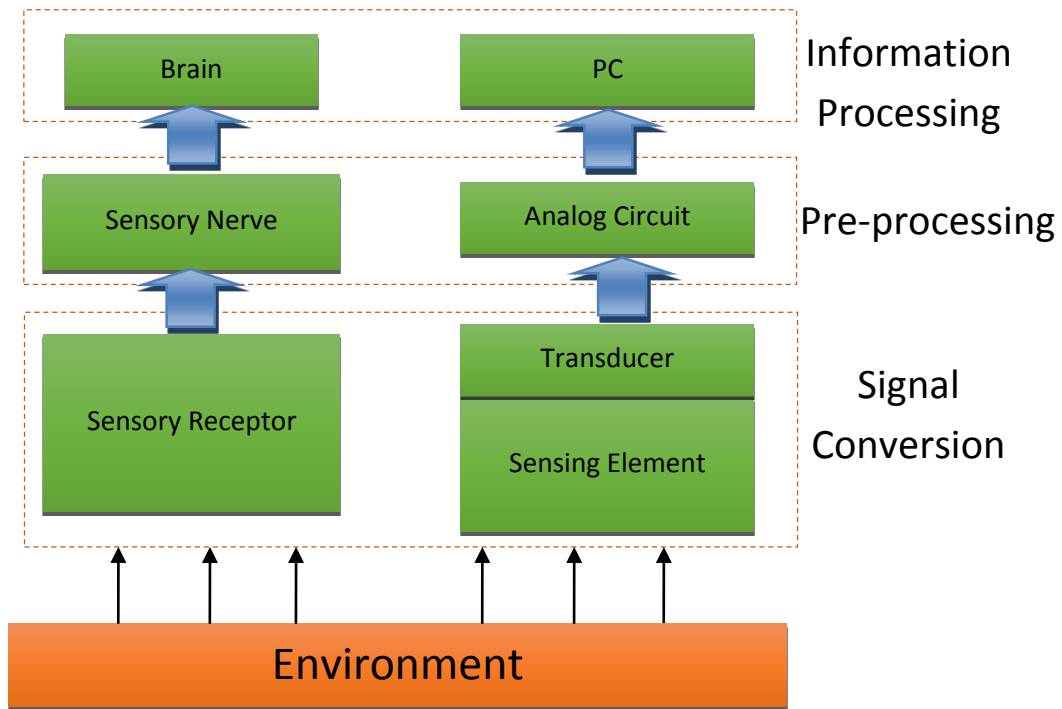 Brain
PC
Information
Processing
Sensory Nerve
Analog Circuit
Pre-processing
Sensory Receptor
Transducer
Sensing Element
Signal
Conversion
Environment